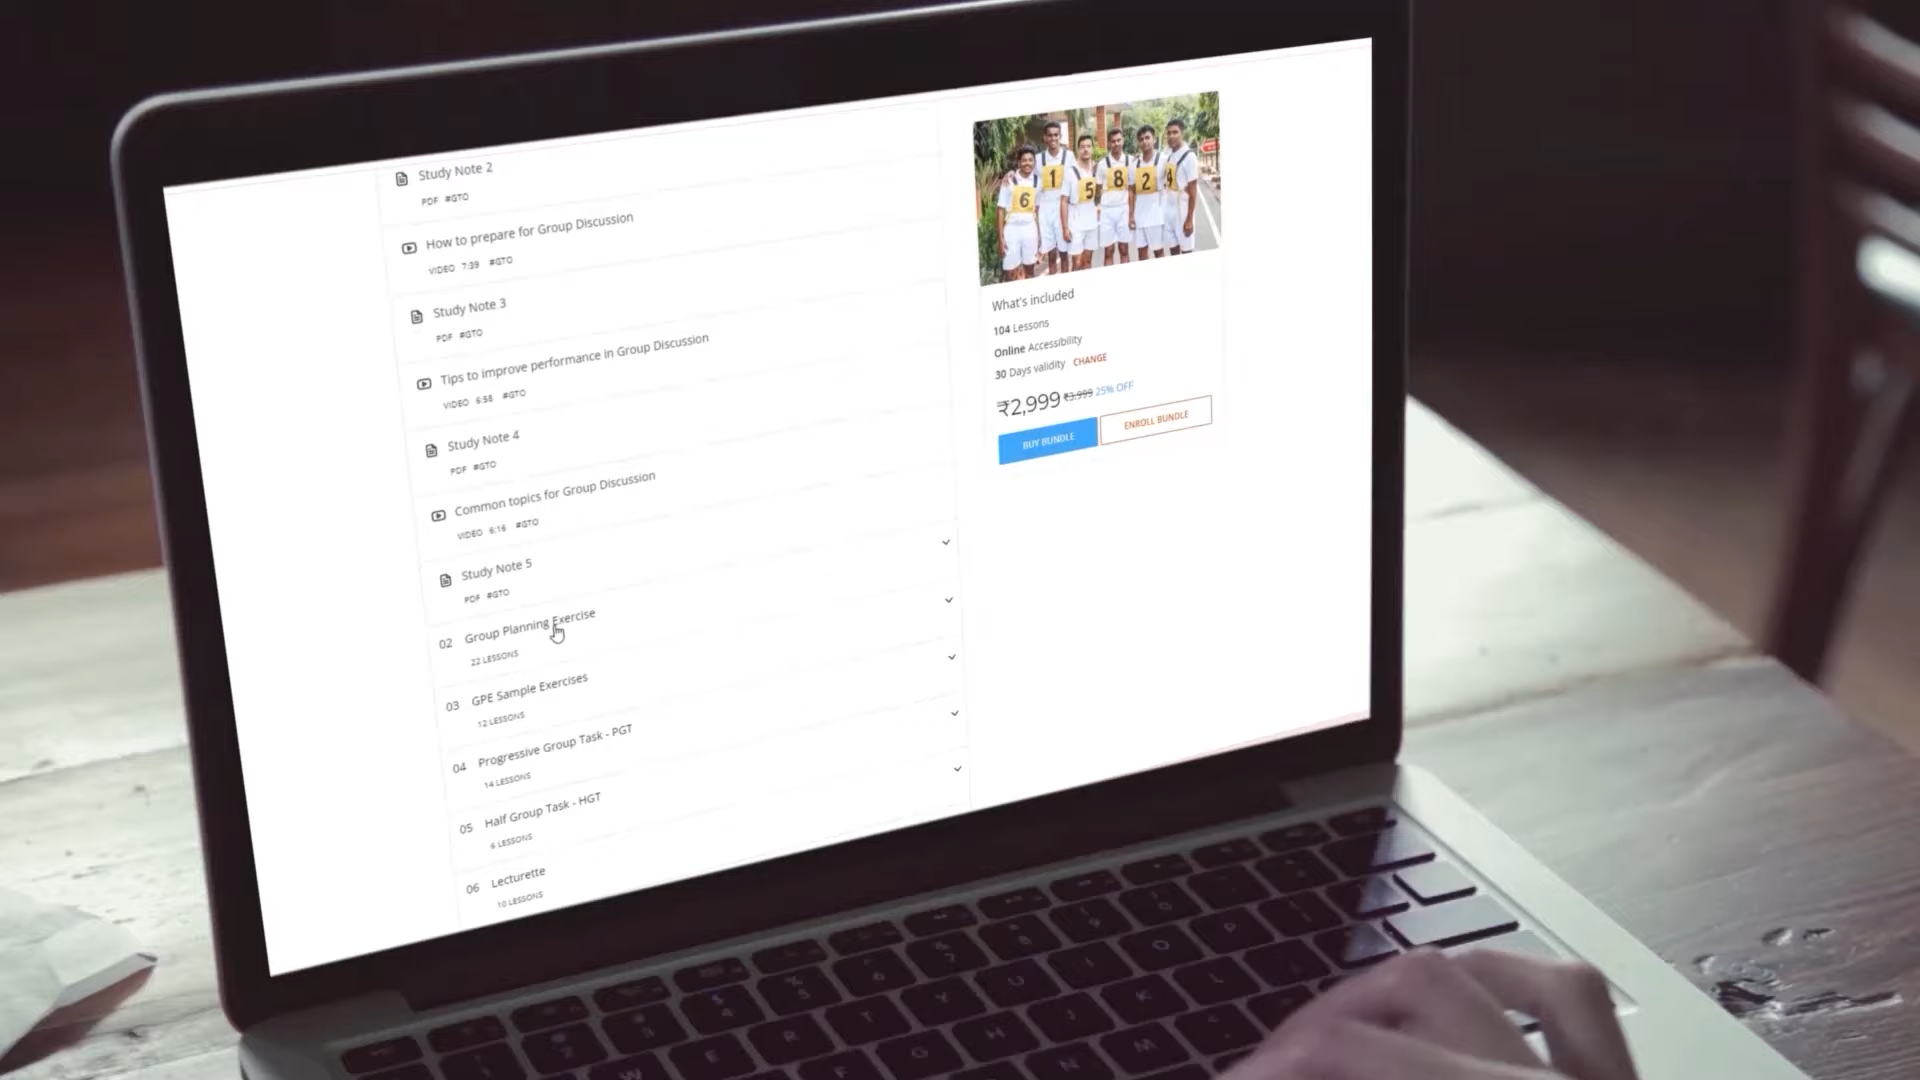 Study Note 2
PDF #GTO
How to prepare for Group Discussion
VIDEO 7:39 #GTO
Study Note 3
PDF #GTO
Tips to improve performance in Group Discussion
VIDEO 6:58 #GTO
Study Note 4
PDF #GTO
Common topics for Group Discussion
VIDEO 6:16 #GTO
Study Note 5
PDF #GTO
02 Group Planning Exercise
22 LESSONS
03 GPE Sample Exercises
12 LESSONS
04 Progressive Group Task - PGT
14 LESSONS
05 Half Group Task - HGT
6 LESSONS
06 Lecturette
10 LESSONS
6 1 5 8 2 4
What's included
104 Lessons
Online Accessibility
30 Days validity CHANGE
₹2,999 ₹3,999 25% OFF
BUY BUNDLE
ENROLL BUNDLE